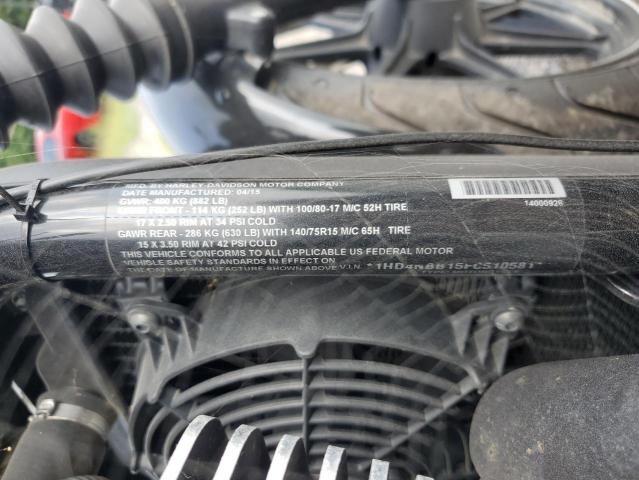 MFD. BY HARLEY-DAVIDSON MOTOR COMPANY
DATE MANUFACTURED: 04/15
GVWR: 400 KG (882 LB)
GAWR FRONT - 114 KG (252 LB) WITH 100/80-17 M/C 52H TIRE
17 X 2.50 RIM AT 34 PSI COLD
GAWR REAR - 286 KG (630 LB) WITH 140/75R15 M/C 65H TIRE
15 X 3.50 RIM AT 42 PSI COLD
THIS VEHICLE CONFORMS TO ALL APPLICABLE US FEDERAL MOTOR
VEHICLE SAFETY STANDARDS IN EFFECT ON
THE DATE OF MANUFACTURE SHOWN ABOVE V.I.N.
14000926